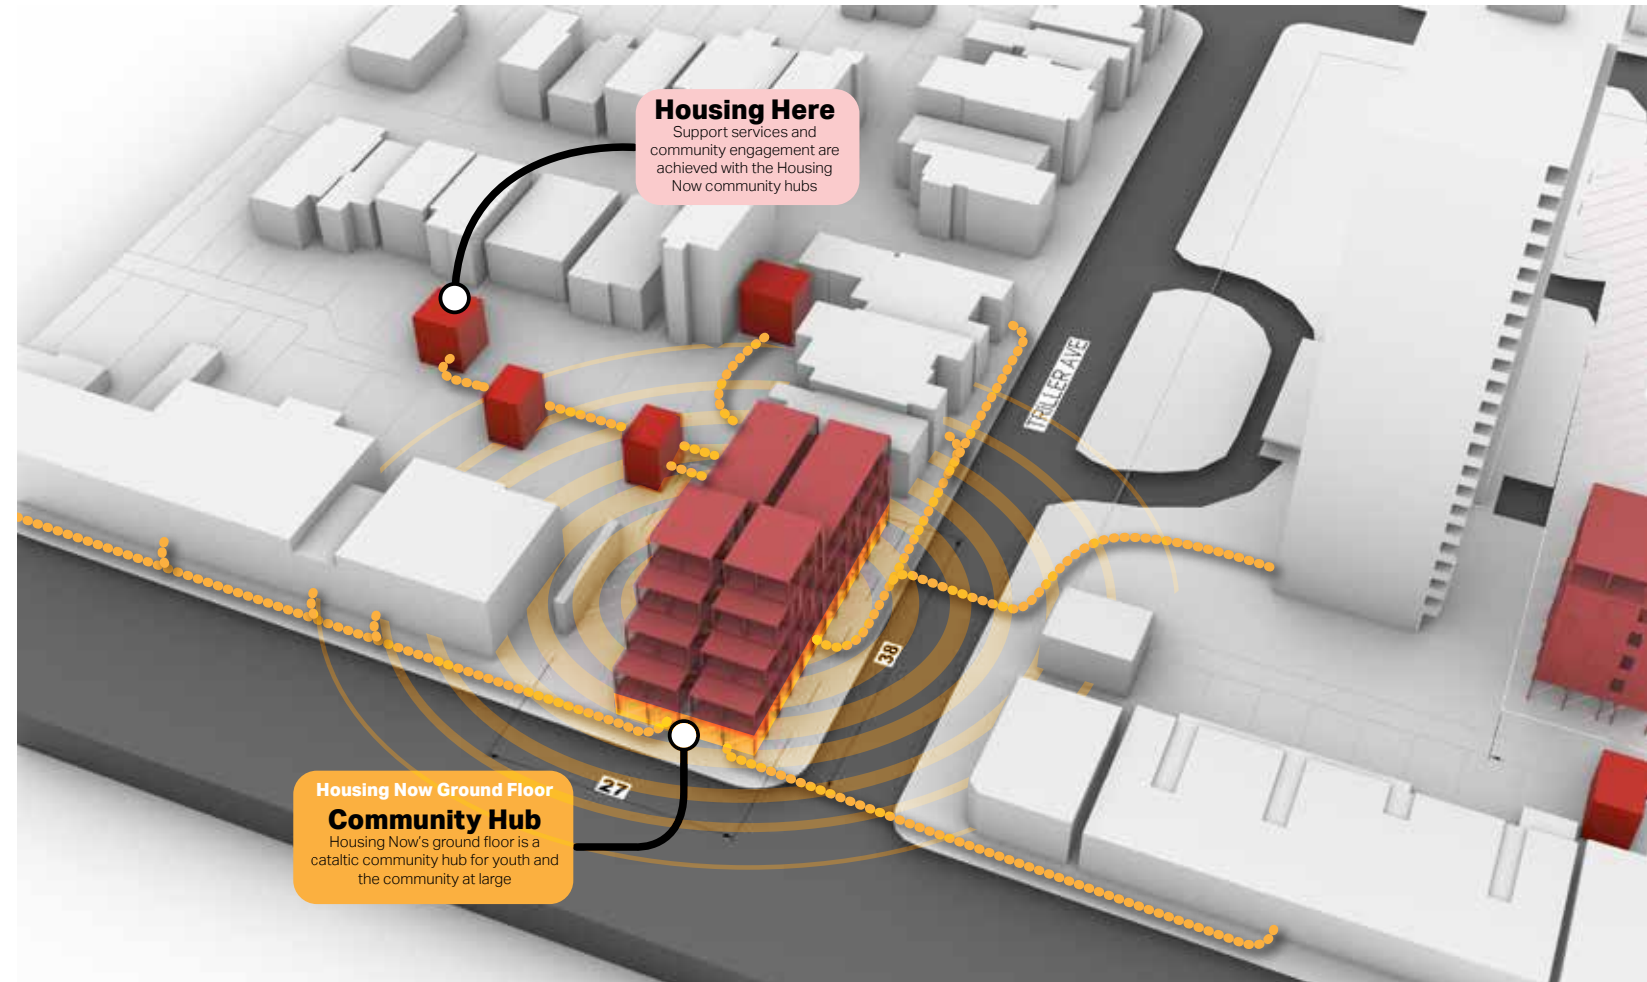 Housing Here
Support services and
community engagement are
achieved with the Housing
Now community hubs
TRILLER AVE
38
27
Housing Now Ground Floor
Community Hub
Housing Now's ground floor is a
cataltic community hub for youth and
the community at large